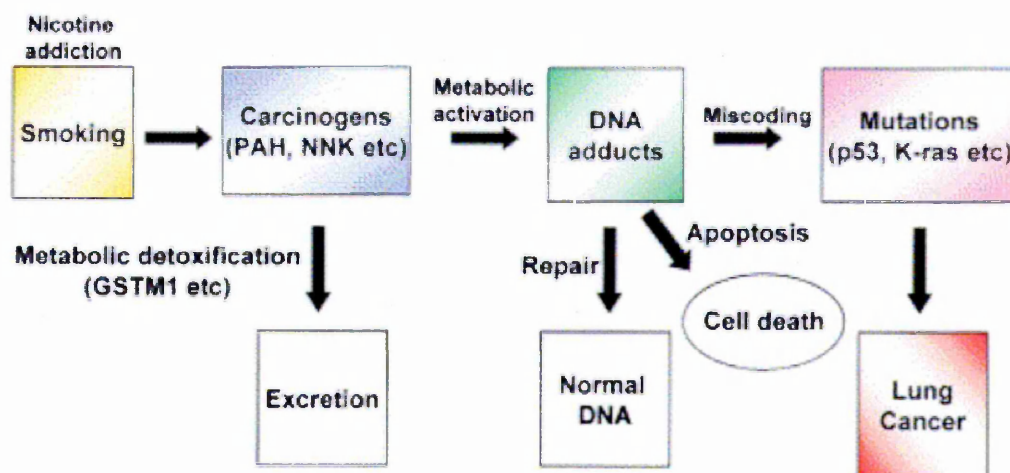 Nicotine
addiction
Smoking
Carcinogens
(PAH, NNK etc)
Metabolic
activation
DNA
adducts
Miscoding
Mutations
(p53, K-ras etc)
Metabolic detoxification
(GSTM1 etc)
Repair
Apoptosis
Cell death
Excretion
Normal
DNA
Lung
Cancer